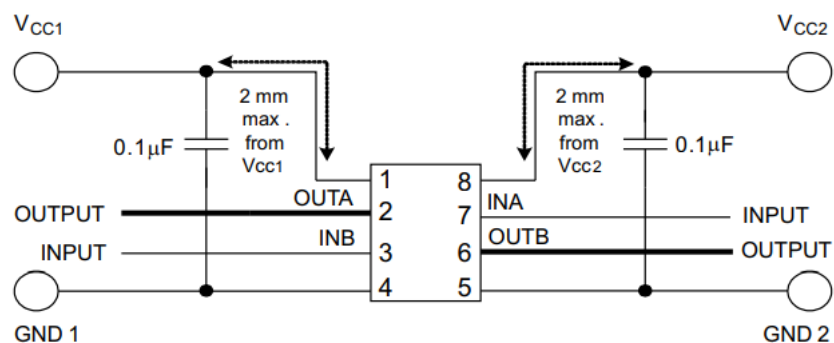 VCC1
VCC2
2 mm
max .
from
VCC1
2 mm
max .
from
VCC2
0.1µF
0.1µF
1
8
OUTA
INA
OUTPUT
2
7
INPUT
INB
OUTB
INPUT
3
6
OUTPUT
4
5
GND 1
GND 2